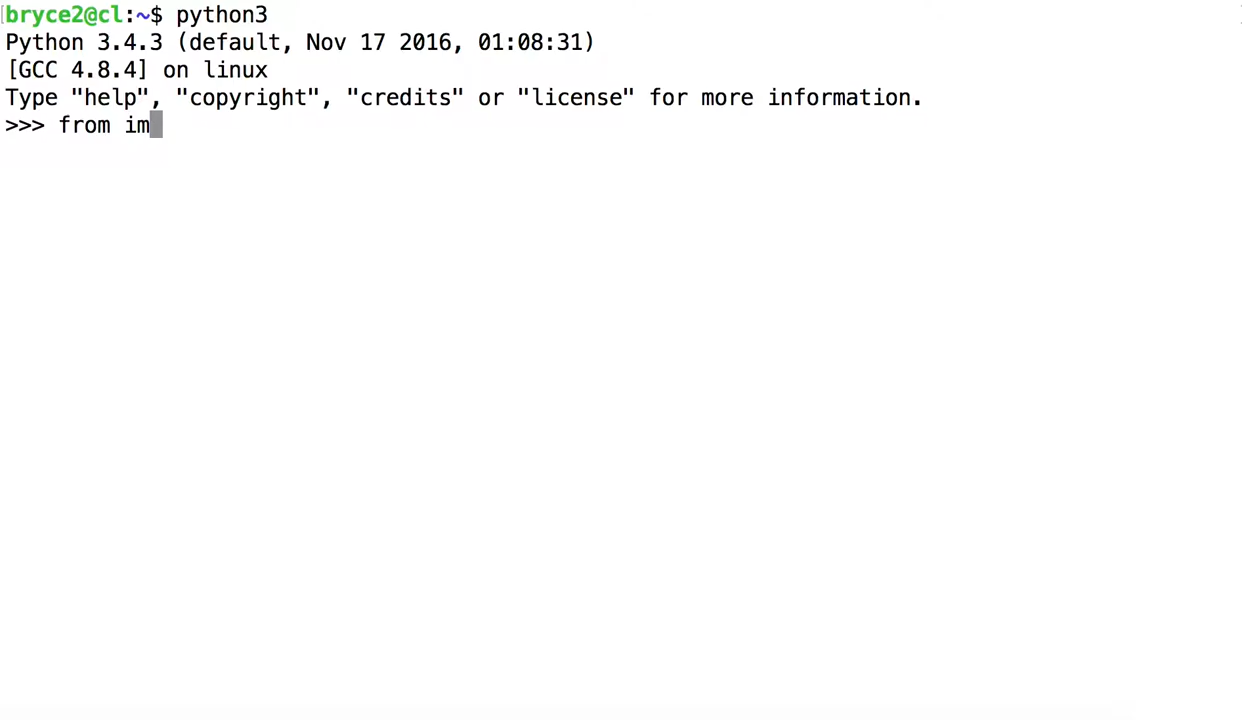 bryce2@cl:~$ python3
Python 3.4.3 (default, Nov 17 2016, 01:08:31)
[GCC 4.8.4] on linux
Type "help", "copyright", "credits" or "license" for more information.
>>> from im